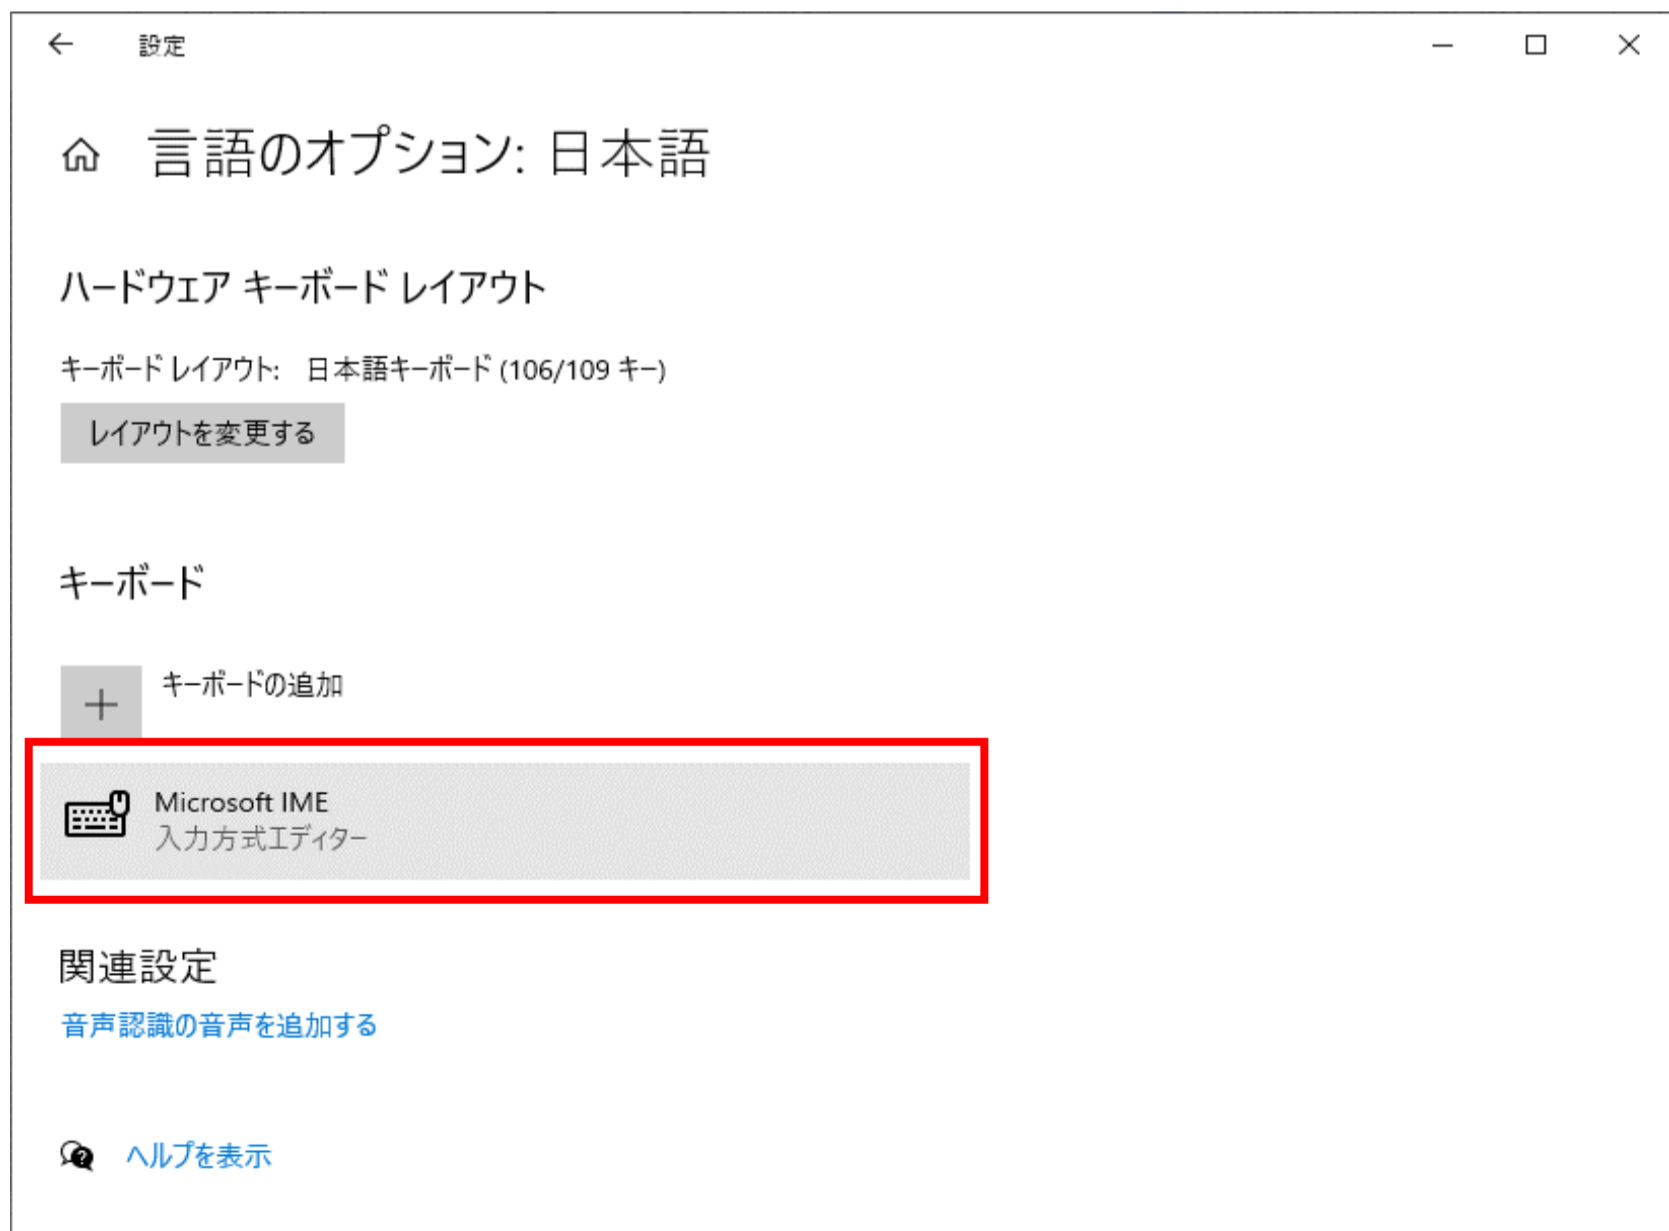 設定
言語のオプション: 日本語
ハードウェア キーボード レイアウト
キーボード レイアウト: 日本語キーボード (106/109 キー)
レイアウトを変更する
キーボード
キーボードの追加
Microsoft IME
入力方式エディター
関連設定
音声認識の音声を追加する
ヘルプを表示